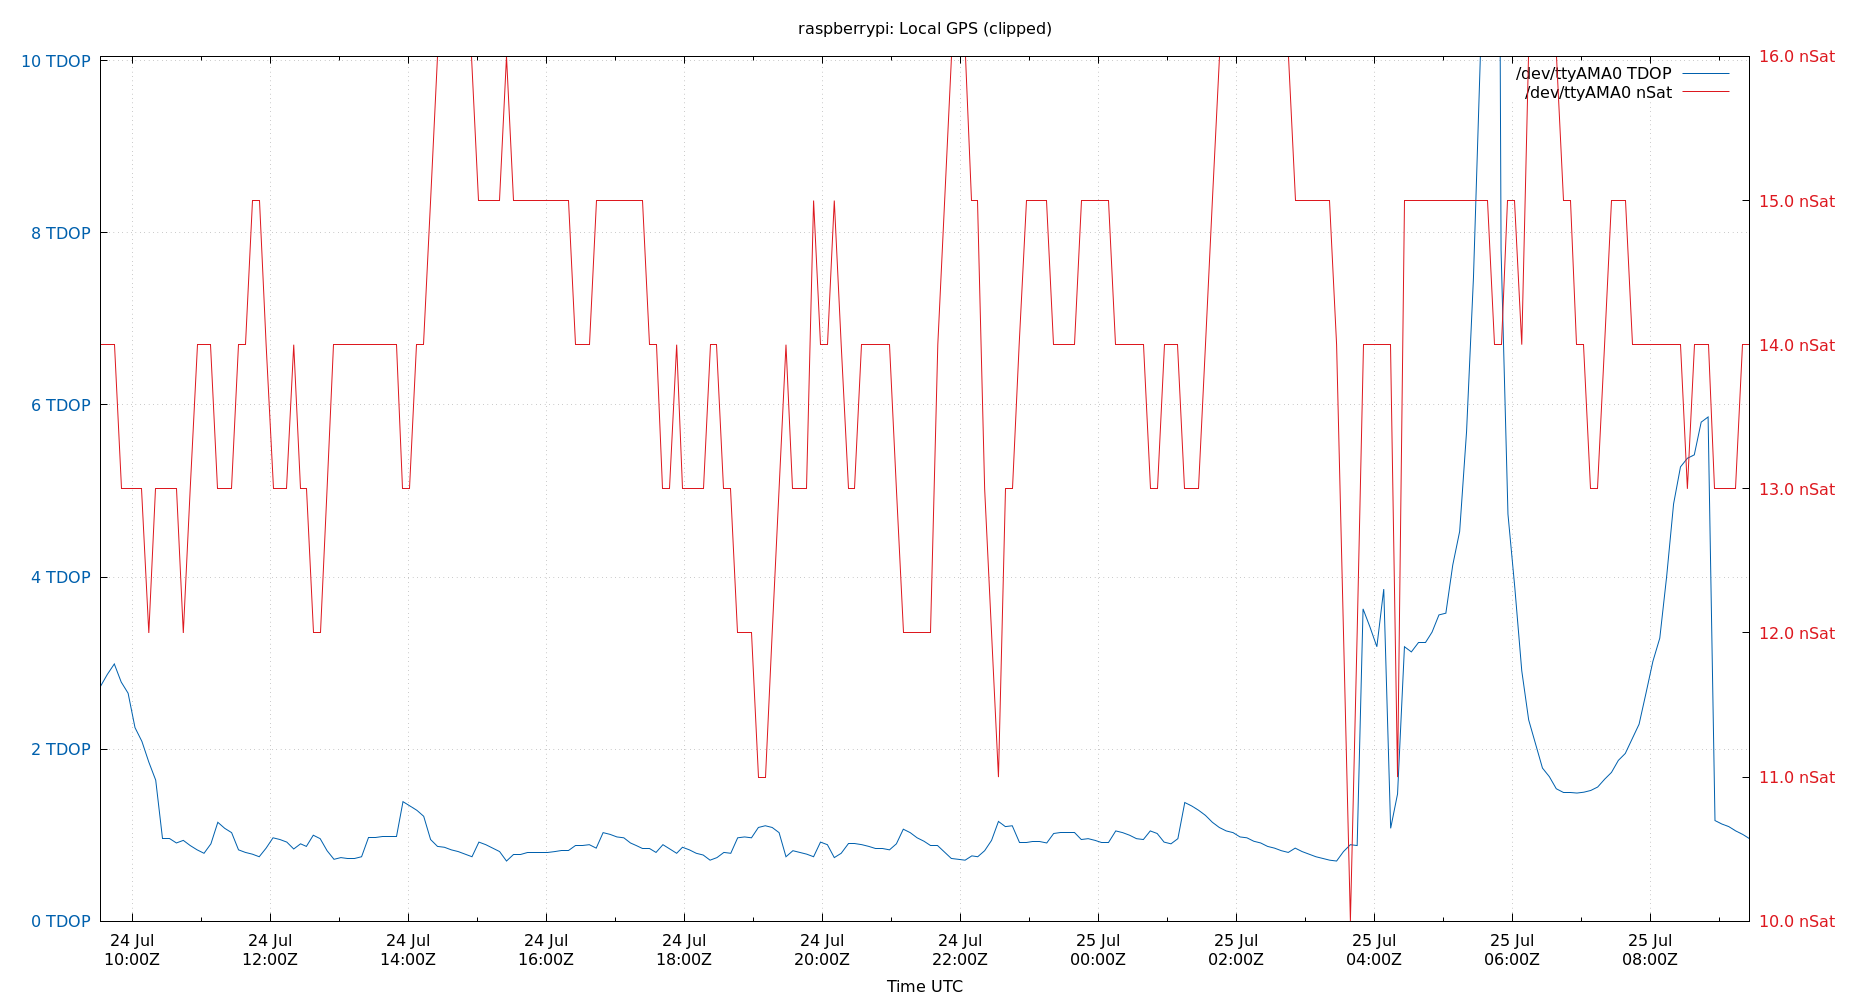 raspberrypi: Local GPS (clipped)
10 TDOP
8 TDOP
6 TDOP
4 TDOP
2 TDOP
0 TDOP
16.0 nSat
15.0 nSat
14.0 nSat
13.0 nSat
12.0 nSat
11.0 nSat
10.0 nSat
/dev/ttyAMA0 TDOP
/dev/ttyAMA0 nSat
24 Jul
10:00Z
24 Jul
12:00Z
24 Jul
14:00Z
24 Jul
16:00Z
24 Jul
18:00Z
24 Jul
20:00Z
24 Jul
22:00Z
25 Jul
00:00Z
25 Jul
02:00Z
25 Jul
04:00Z
25 Jul
06:00Z
25 Jul
08:00Z
Time UTC